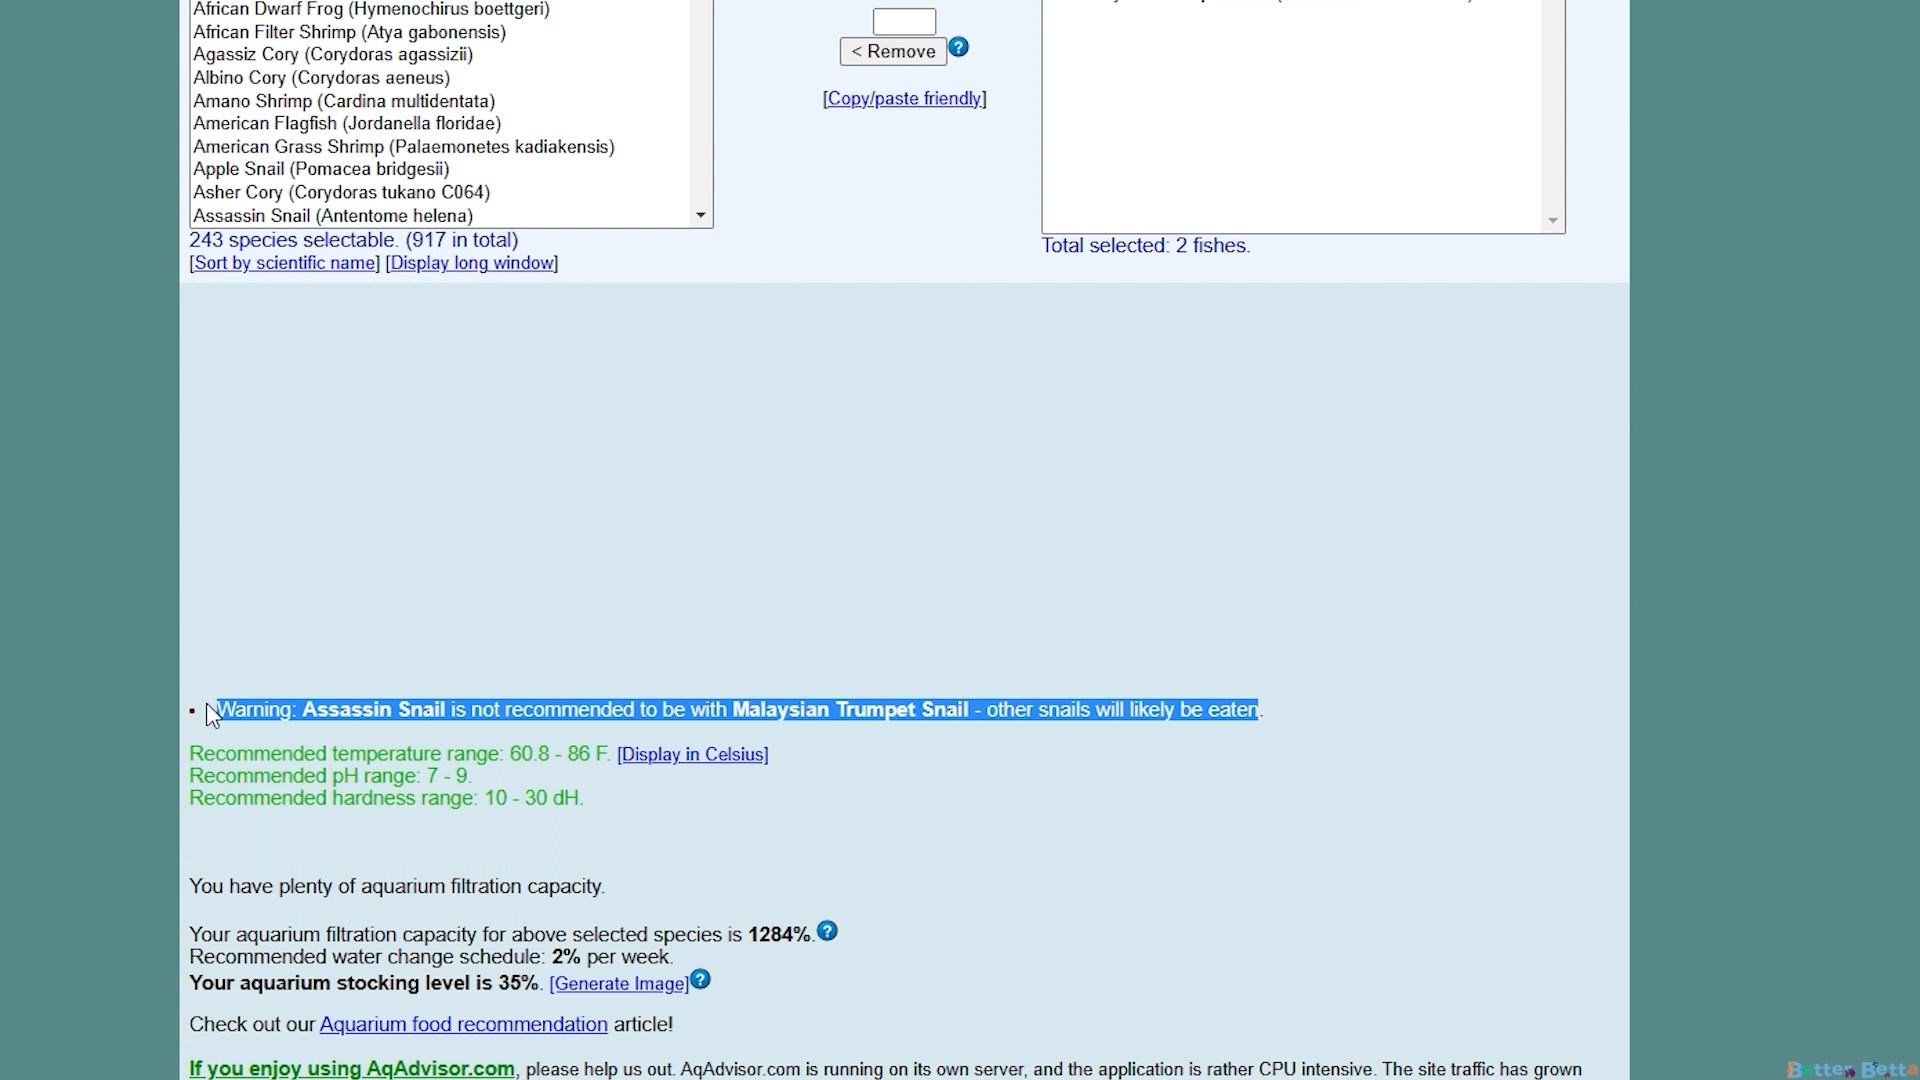 African Dwarf Frog (Hymenochirus boettgeri)
African Filter Shrimp (Atya gabonensis)
Agassiz Cory (Corydoras agassizii)
Albino Cory (Corydoras aeneus)
Amano Shrimp (Cardina multidentata)
American Flagfish (Jordanella floridae)
American Grass Shrimp (Palaemonetes kadiakensis)
Apple Snail (Pomacea bridgesii)
Asher Cory (Corydoras tukano C064)
Assassin Snail (Antentome helena)
243 species selectable. (917 in total)
[Sort by scientific name] [Display long window]
< Remove ?
[Copy/paste friendly]
Total selected: 2 fishes.
Warning: Assassin Snail is not recommended to be with Malaysian Trumpet Snail - other snails will likely be eaten.
Recommended temperature range: 60.8 - 86 F. [Display in Celsius]
Recommended pH range: 7 - 9.
Recommended hardness range: 10 - 30 dH.
You have plenty of aquarium filtration capacity.
Your aquarium filtration capacity for above selected species is 1284%. ?
Recommended water change schedule: 2% per week.
Your aquarium stocking level is 35%. [Generate Image] ?
Check out our Aquarium food recommendation article!
If you enjoy using AqAdvisor.com, please help us out. AqAdvisor.com is running on its own server, and the application is rather CPU intensive. The site traffic has grown
Better Betta